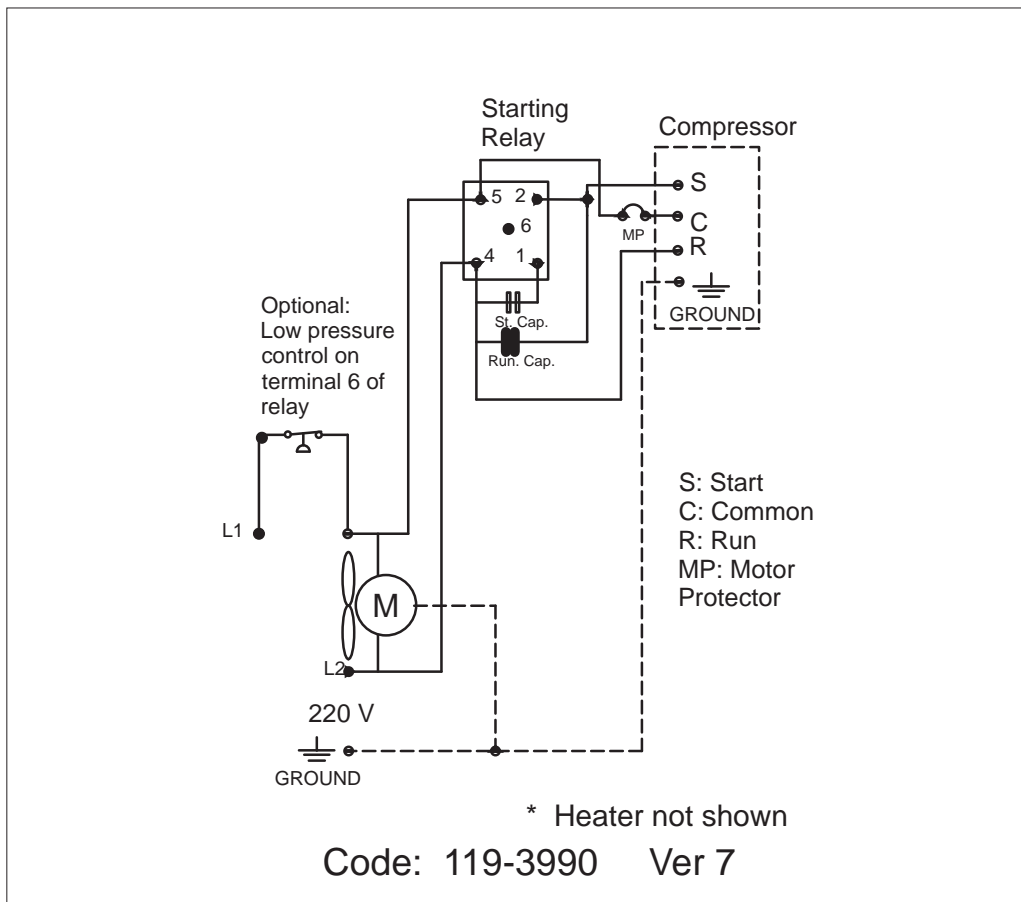 Starting
Relay
Compressor
5
2
6
4
1
S
C
R
MP
GROUND
St. Cap.
Run. Cap.
Optional:
Low pressure
control on
terminal 6 of
relay
L1
S: Start
C: Common
R: Run
MP: Motor
Protector
M
L2
220 V
GROUND
* Heater not shown
Code: 119-3990 Ver 7